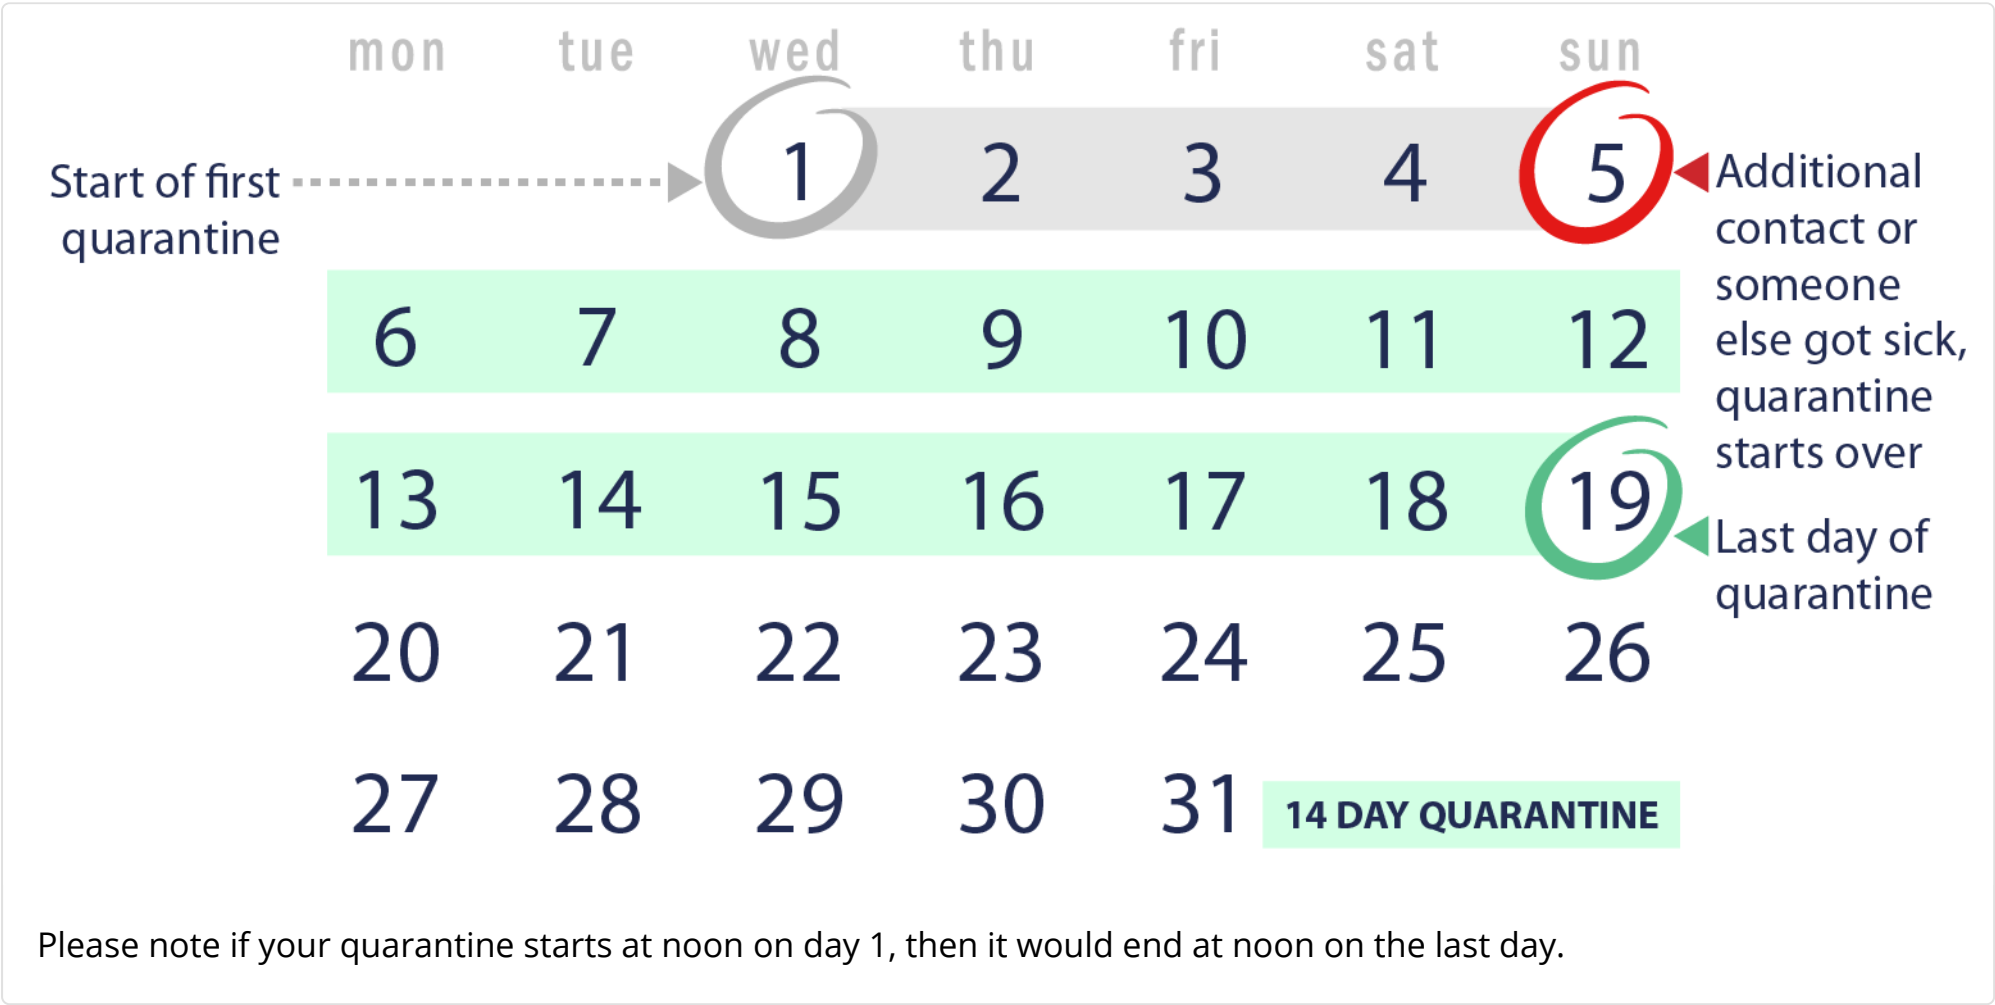 mon tue wed thu fri sat sun
Start of first
quarantine
1 2 3 4 5
Additional
contact or
someone
else got sick,
quarantine
starts over
6 7 8 9 10 11 12
13 14 15 16 17 18 19
Last day of
quarantine
20 21 22 23 24 25 26
27 28 29 30 31
14 DAY QUARANTINE
Please note if your quarantine starts at noon on day 1, then it would end at noon on the last day.